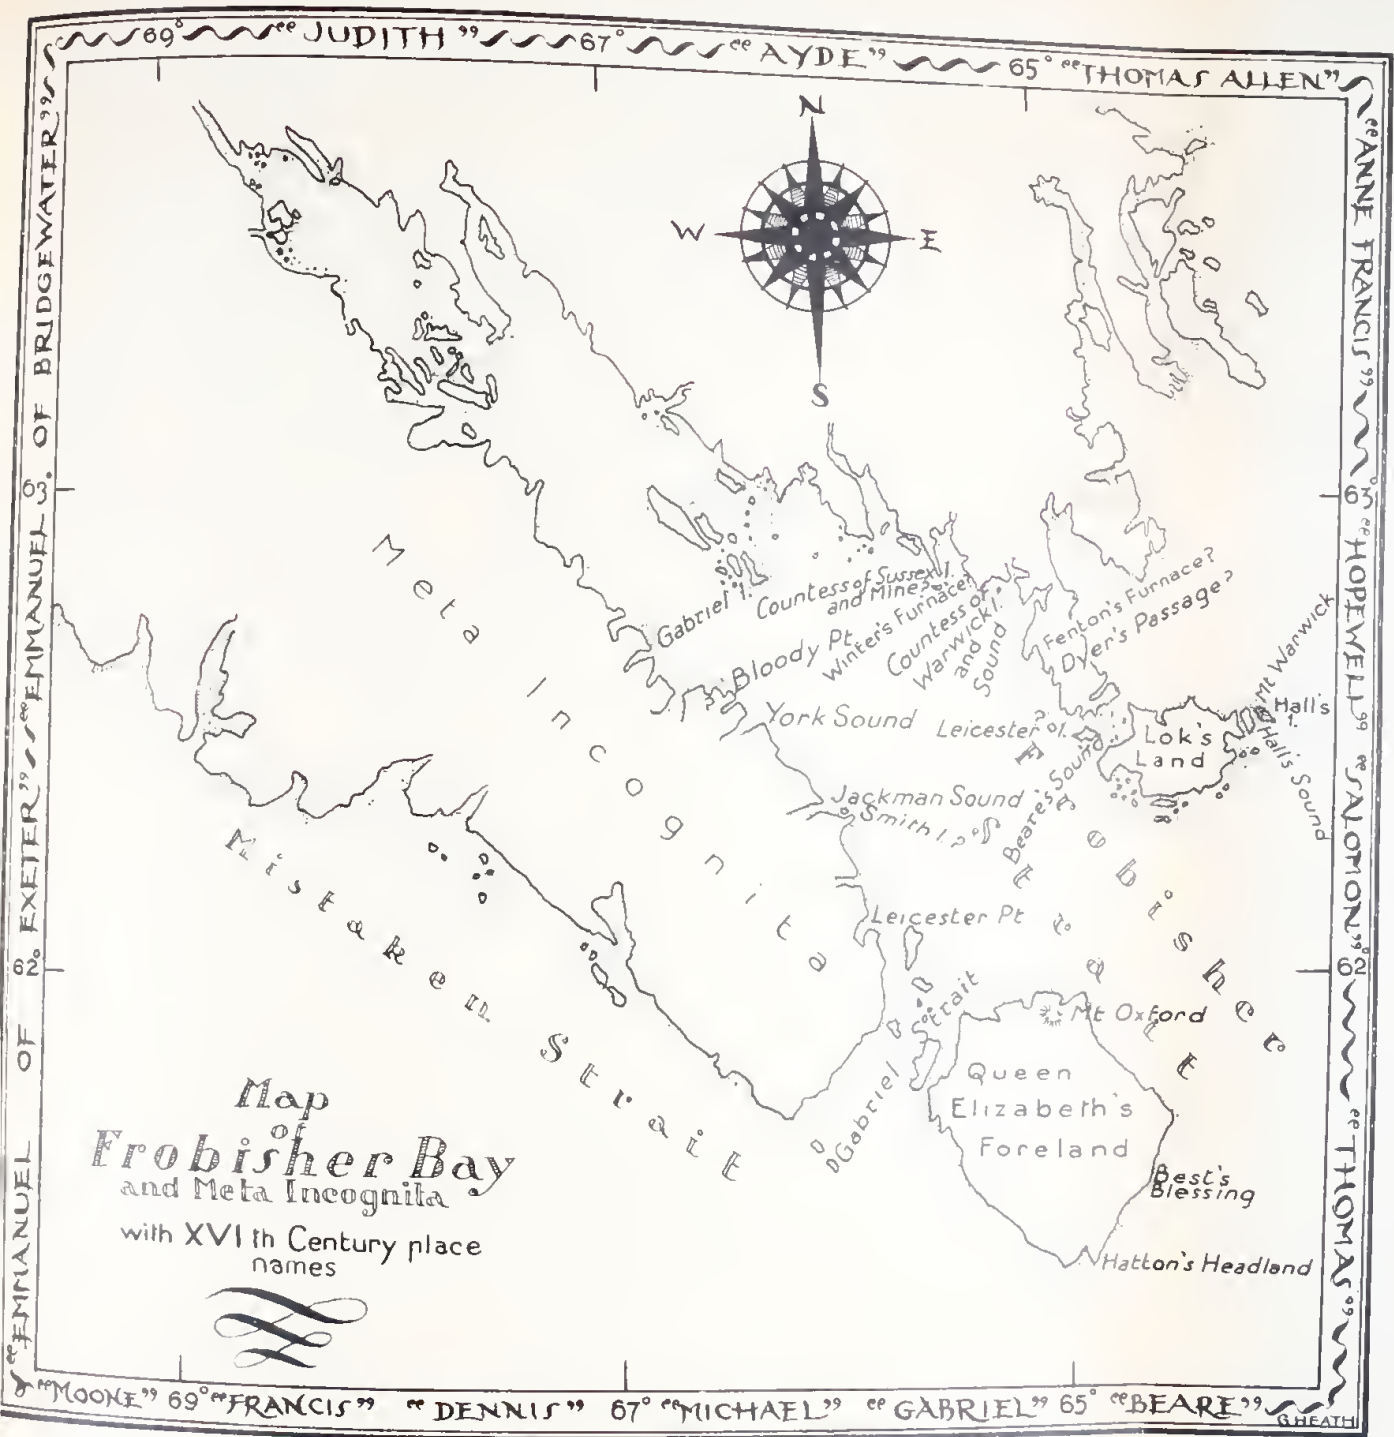 69° "JUDITH" 67° "AYDE" 65° "THOMAS ALLEN"
"ANNE FRANCIS"
"HOPEWELL"
"SALOMON"
"THOMAS"
"EMMANUEL OF BRIDGEWATER"
"EMMANUEL OF EXETER"
N
W E
S
63° 63°
Gabriel I.
Countess of Sussex I.
and Mine?
Bloody Pt.
Winter's Furnace?
Countess of
Warwick I.
and
Sound
Fenton's Furnace?
Dyer's Passage?
Mt Warwick
Hall's
I.
Hall's Sound
Meta Incognita
York Sound
Leicester I.
?
Lok's
Land
Beare's Sound
Jackman Sound
Smith I. ?
Frobisher
Strait
Mistaken Strait
Leicester Pt
62° 62°
Gabriel Strait
Mt Oxford
Queen
Elizabeth's
Foreland
Best's
Blessing
Hatton's Headland
Map
of
Frobisher Bay
and Meta Incognita
with XVI th Century place
names
"MOONE" 69° "FRANCIS" "DENNIS" 67° "MICHAEL" "GABRIEL" 65° "BEARE"
G HEATH